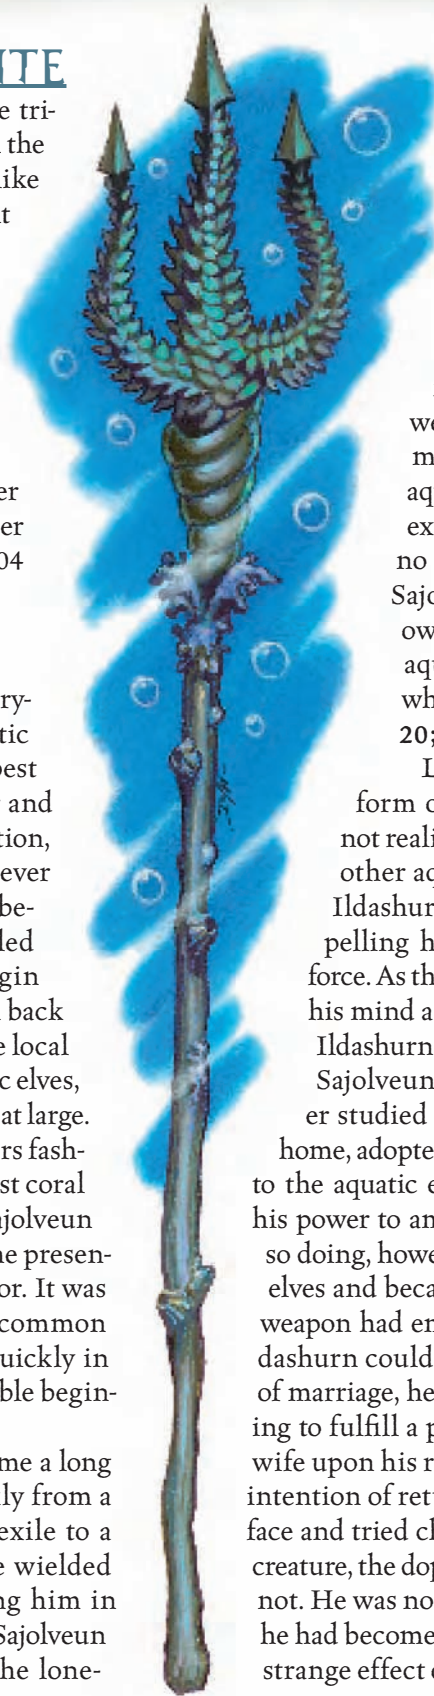 ITE
e tri-
the
like
t
er
er
04
ry-
tic
pest
and
tion,
ever
be-
led
gin
back
e local
c elves,
at large.
rs fash-
st coral
ajolveun
he presen-
or. It was
common
uickly in
ble begin-
me a long
ly from a
exile to a
e wielded
ng him in
Sajolveun
he lone-
we
m
aq
ex
no
Sajo
ow
aqu
wh
20;
L
form o
not reali
other aq
Ildashur
pelling h
force. As th
his mind a
Ildashurn
Sajolveun
er studied
home, adopte
to the aquatic e
his power to an
so doing, howe
elves and beca
weapon had en
dashurn could
of marriage, he
ing to fulfill a p
wife upon his r
intention of ret
face and tried cl
creature, the dop
not. He was no
he had become
strange effect